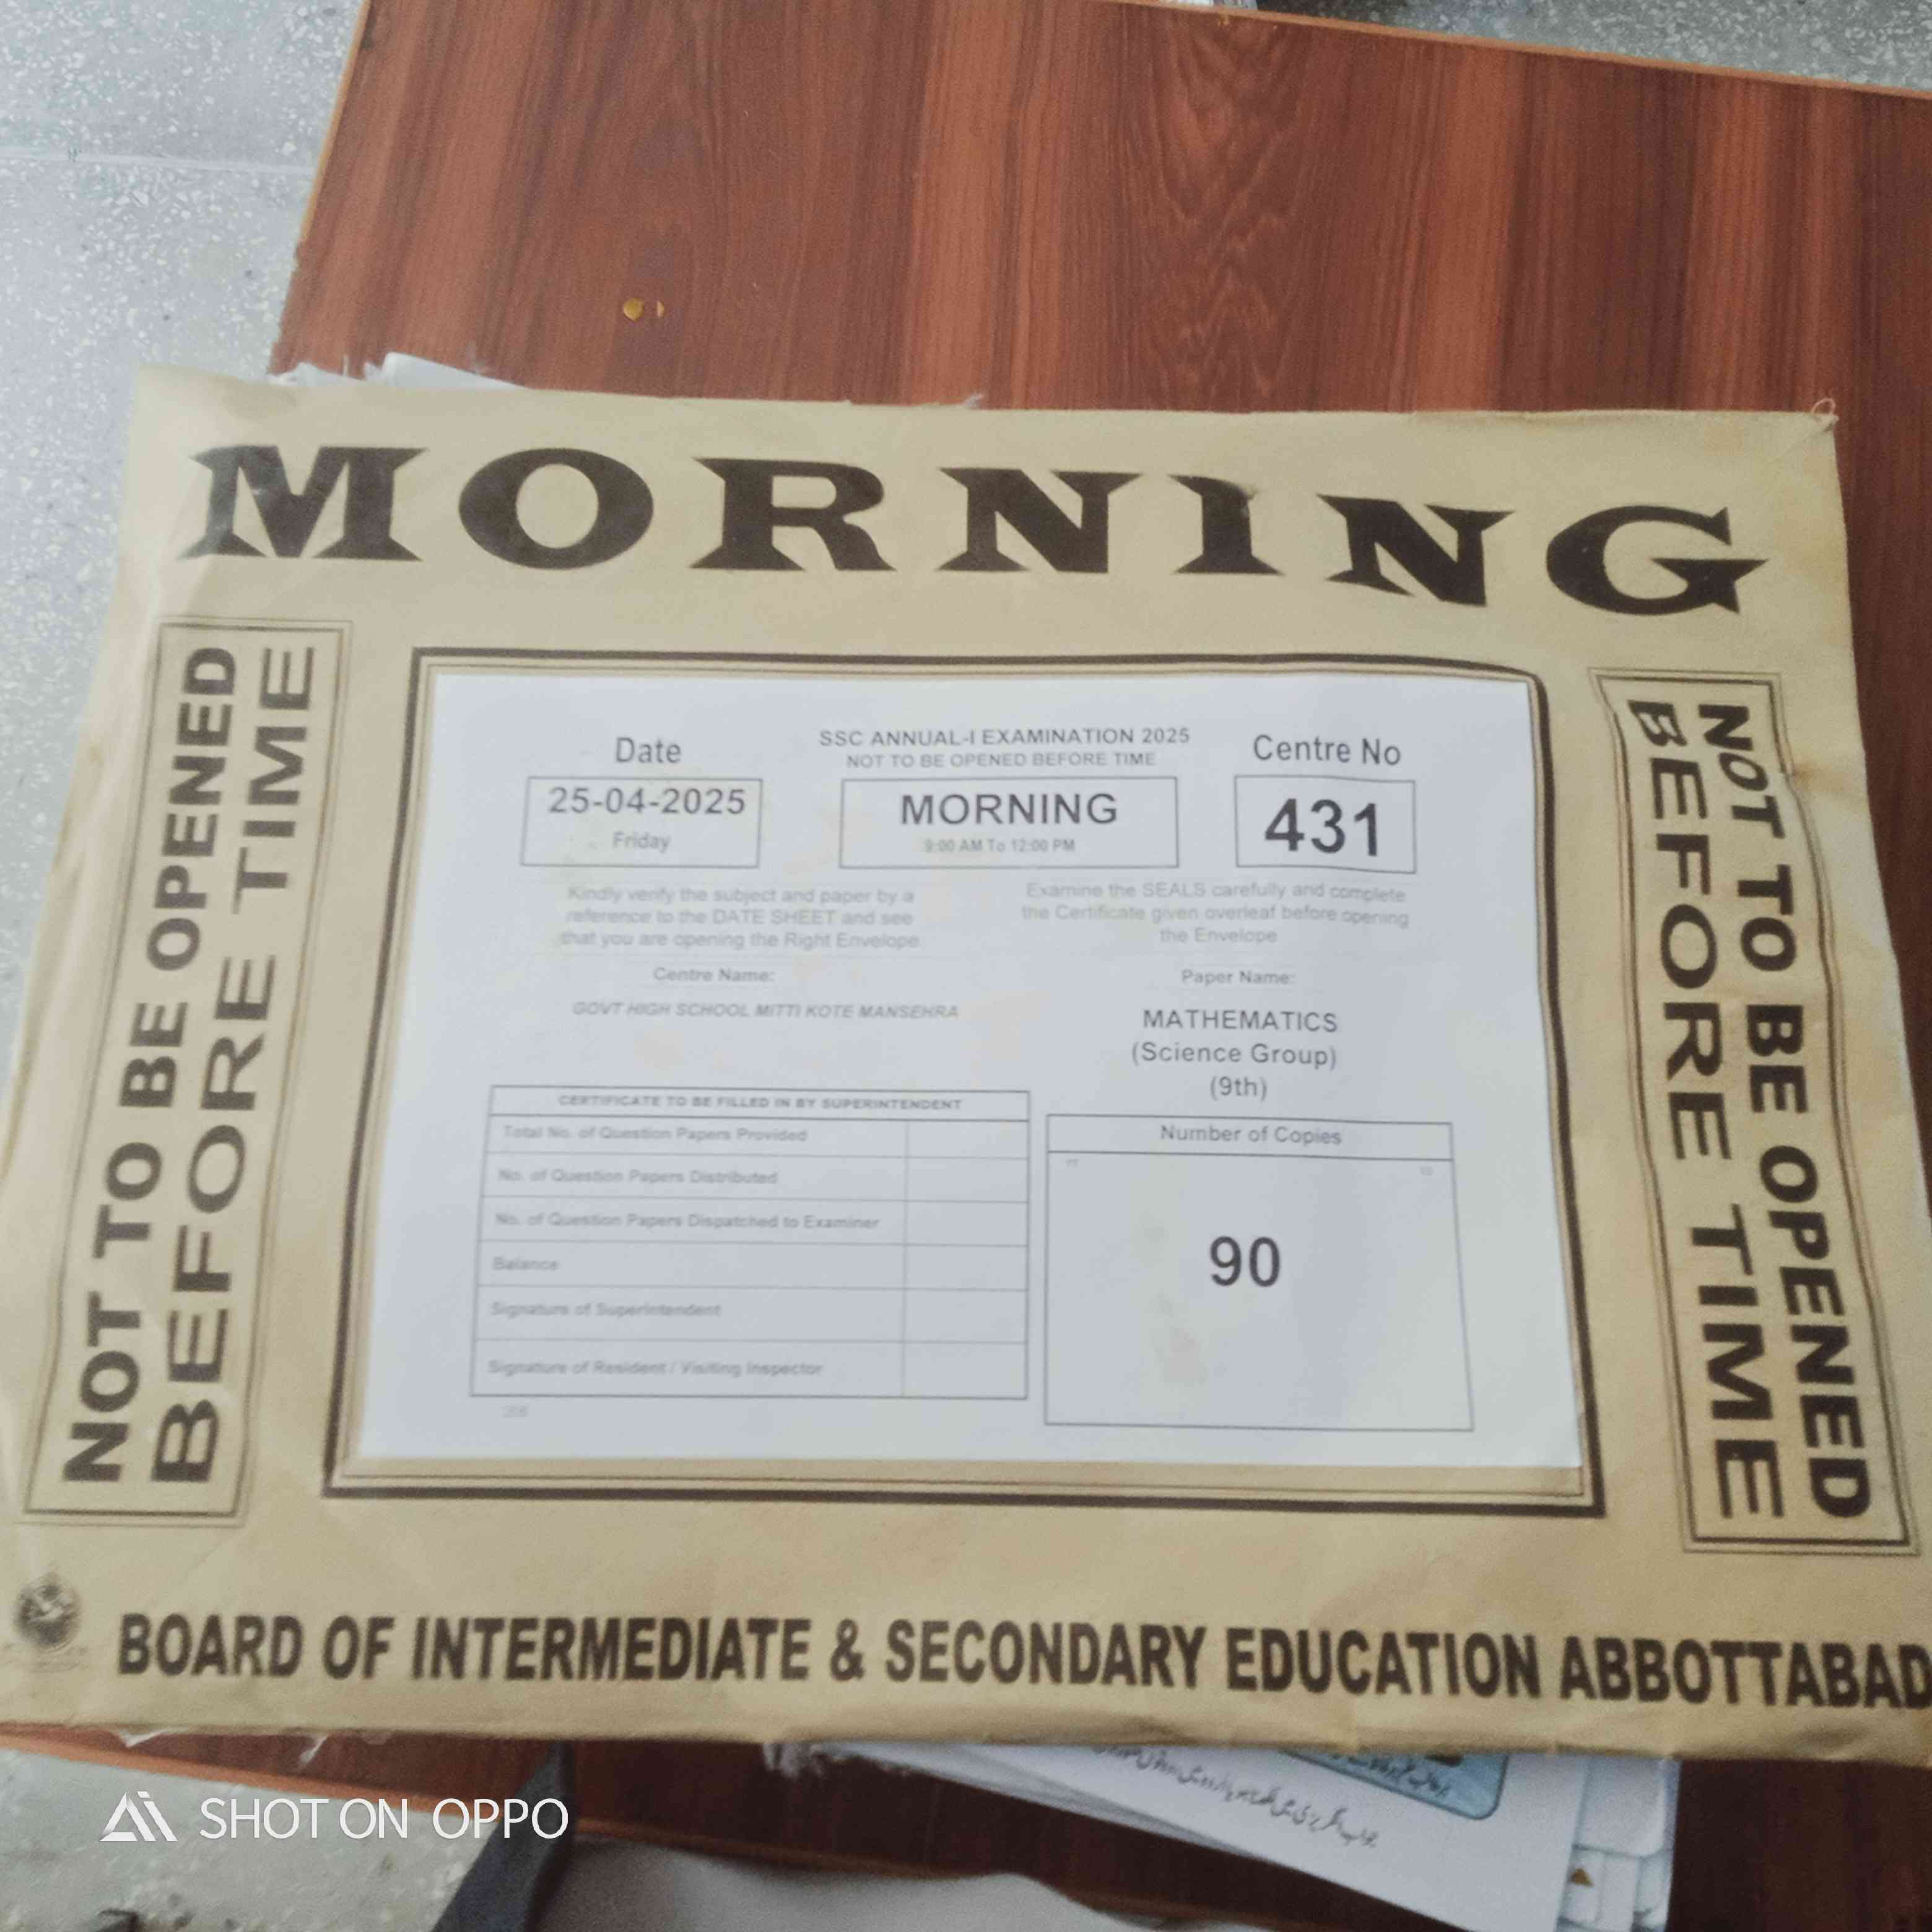 MORNING
NOT TO BE OPENED
BEFORE TIME
Date
25-04-2025
Friday
SSC ANNUAL-I EXAMINATION 2025
NOT TO BE OPENED BEFORE TIME
MORNING
9:00 AM To 12:00 PM
Centre No
431
Kindly verify the subject and paper by a
reference to the DATE SHEET and see
that you are opening the Right Envelope
Examine the SEALS carefully and complete
the Certificate given overleaf before opening
the Envelope
Centre Name:
GOVT HIGH SCHOOL MITTI KOTE MANSEHRA
Paper Name:
MATHEMATICS
(Science Group)
(9th)
CERTIFICATE TO BE FILLED IN BY SUPERINTENDENT
Total No. of Question Papers Provided
No. of Question Papers Distributed
No. of Question Papers Dispatched to Examiner
Balance
Signature of Superintendent
Signature of Resident / Visiting Inspector
Number of Copies
90
NOT TO BE OPENED
BEFORE TIME
BOARD OF INTERMEDIATE & SECONDARY EDUCATION ABBOTTABAD
SHOT ON OPPO